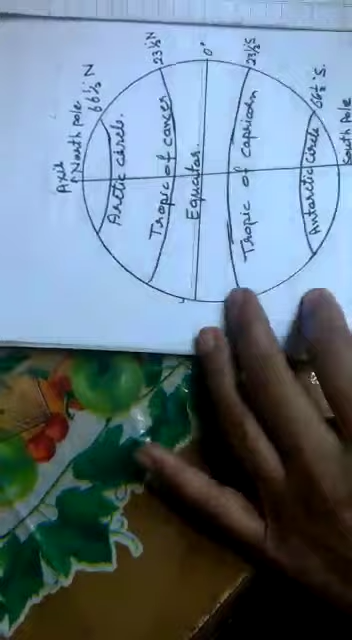 Axis
North pole
66½ N
Arctic circle.
23½ N
Tropic of cancer
0°
Equator.
23½ S
Tropic of capricorn
66½°S.
Antarctic circle
South Pole